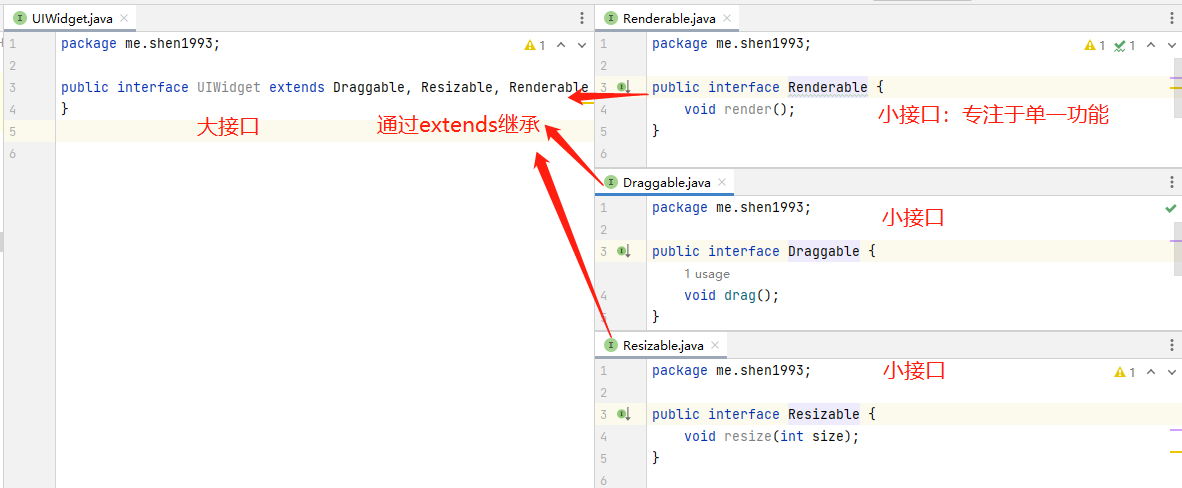 UIWidget.java
1 package me.shen1993;
1
2
3 public interface UIWidget extends Draggable, Resizable, Renderable
4 }
5
6
大接口
通过extends继承
Renderable.java
1 package me.shen1993;
1 1
2
3 public interface Renderable {
4 void render();
5 }
6
小接口：专注于单一功能
Draggable.java
1 package me.shen1993;
2
3 public interface Draggable {
1 usage
4 void drag();
5 }
小接口
Resizable.java
1 package me.shen1993;
1
2
3 public interface Resizable {
4 void resize(int size);
5 }
6
小接口